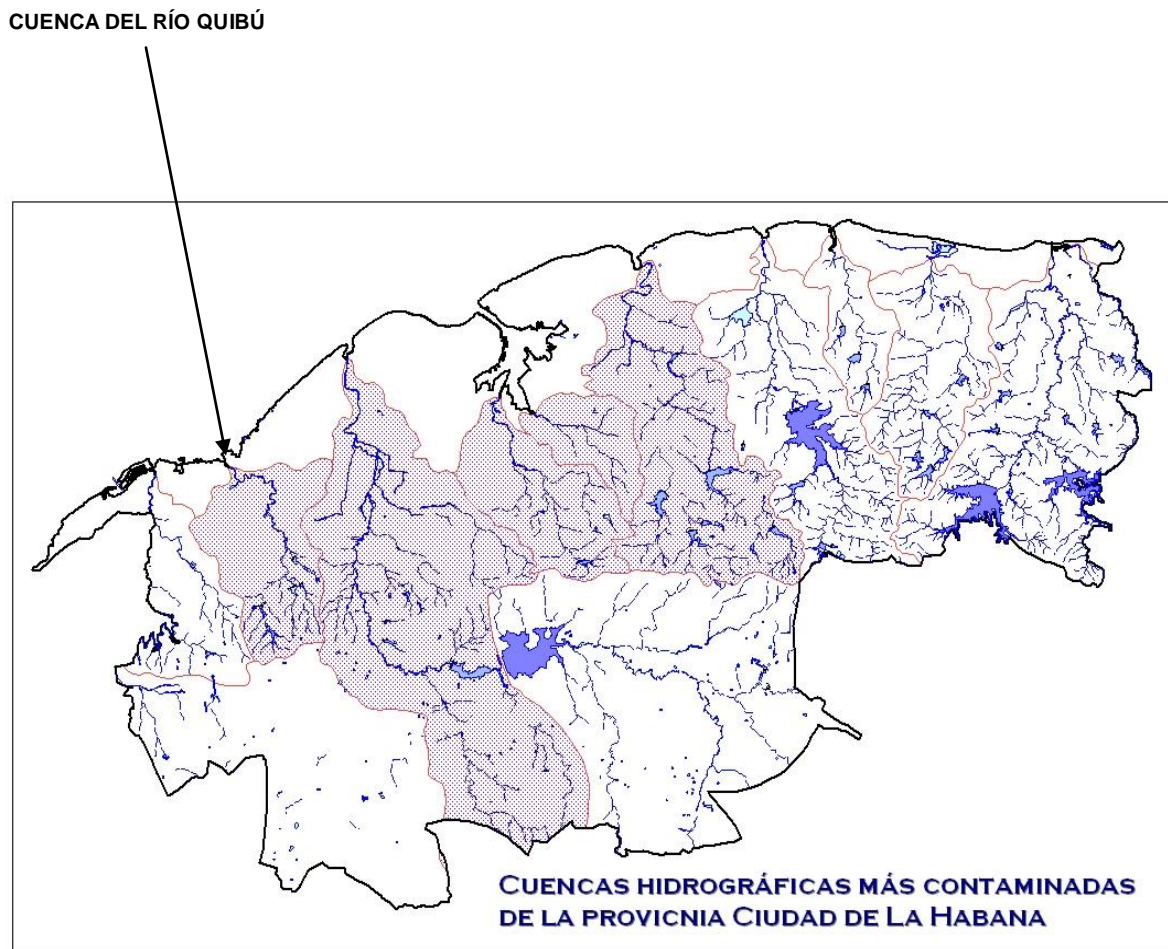 CUENCA DEL RÍO QUIBÚ
CUENCAS HIDROGRÁFICAS MÁS CONTAMINADAS
DE LA PROVICNIA CIUDAD DE LA HABANA